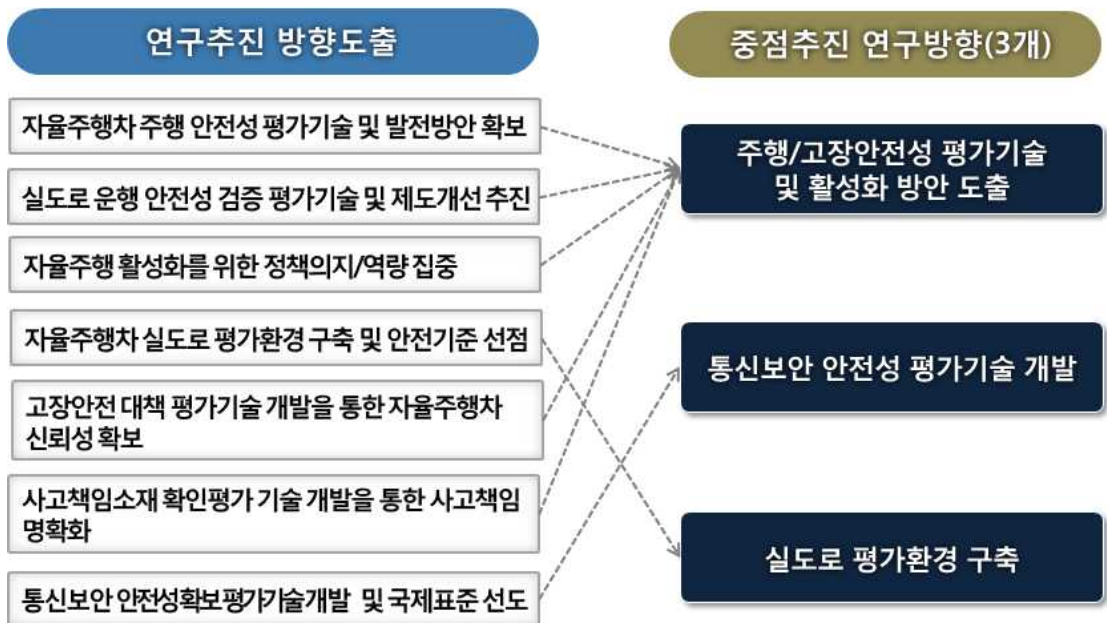 연구추진 방향도출
자율주행차 주행 안전성 평가기술 및 발전방안 확보
실도로 운행 안전성 검증 평가기술 및 제도개선 추진
자율주행 활성화를 위한 정책의지/역량 집중
자율주행차 실도로 평가환경 구축 및 안전기준 선점
고장안전 대책 평가기술 개발을 통한 자율주행차
신뢰성 확보
사고책임소재 확인평가 기술 개발을 통한 사고책임
명확화
통신보안 안전성확보평가기술개발 및 국제표준 선도
중점추진 연구방향(3개)
주행/고장안전성 평가기술
및 활성화 방안 도출
통신보안 안전성 평가기술 개발
실도로 평가환경 구축